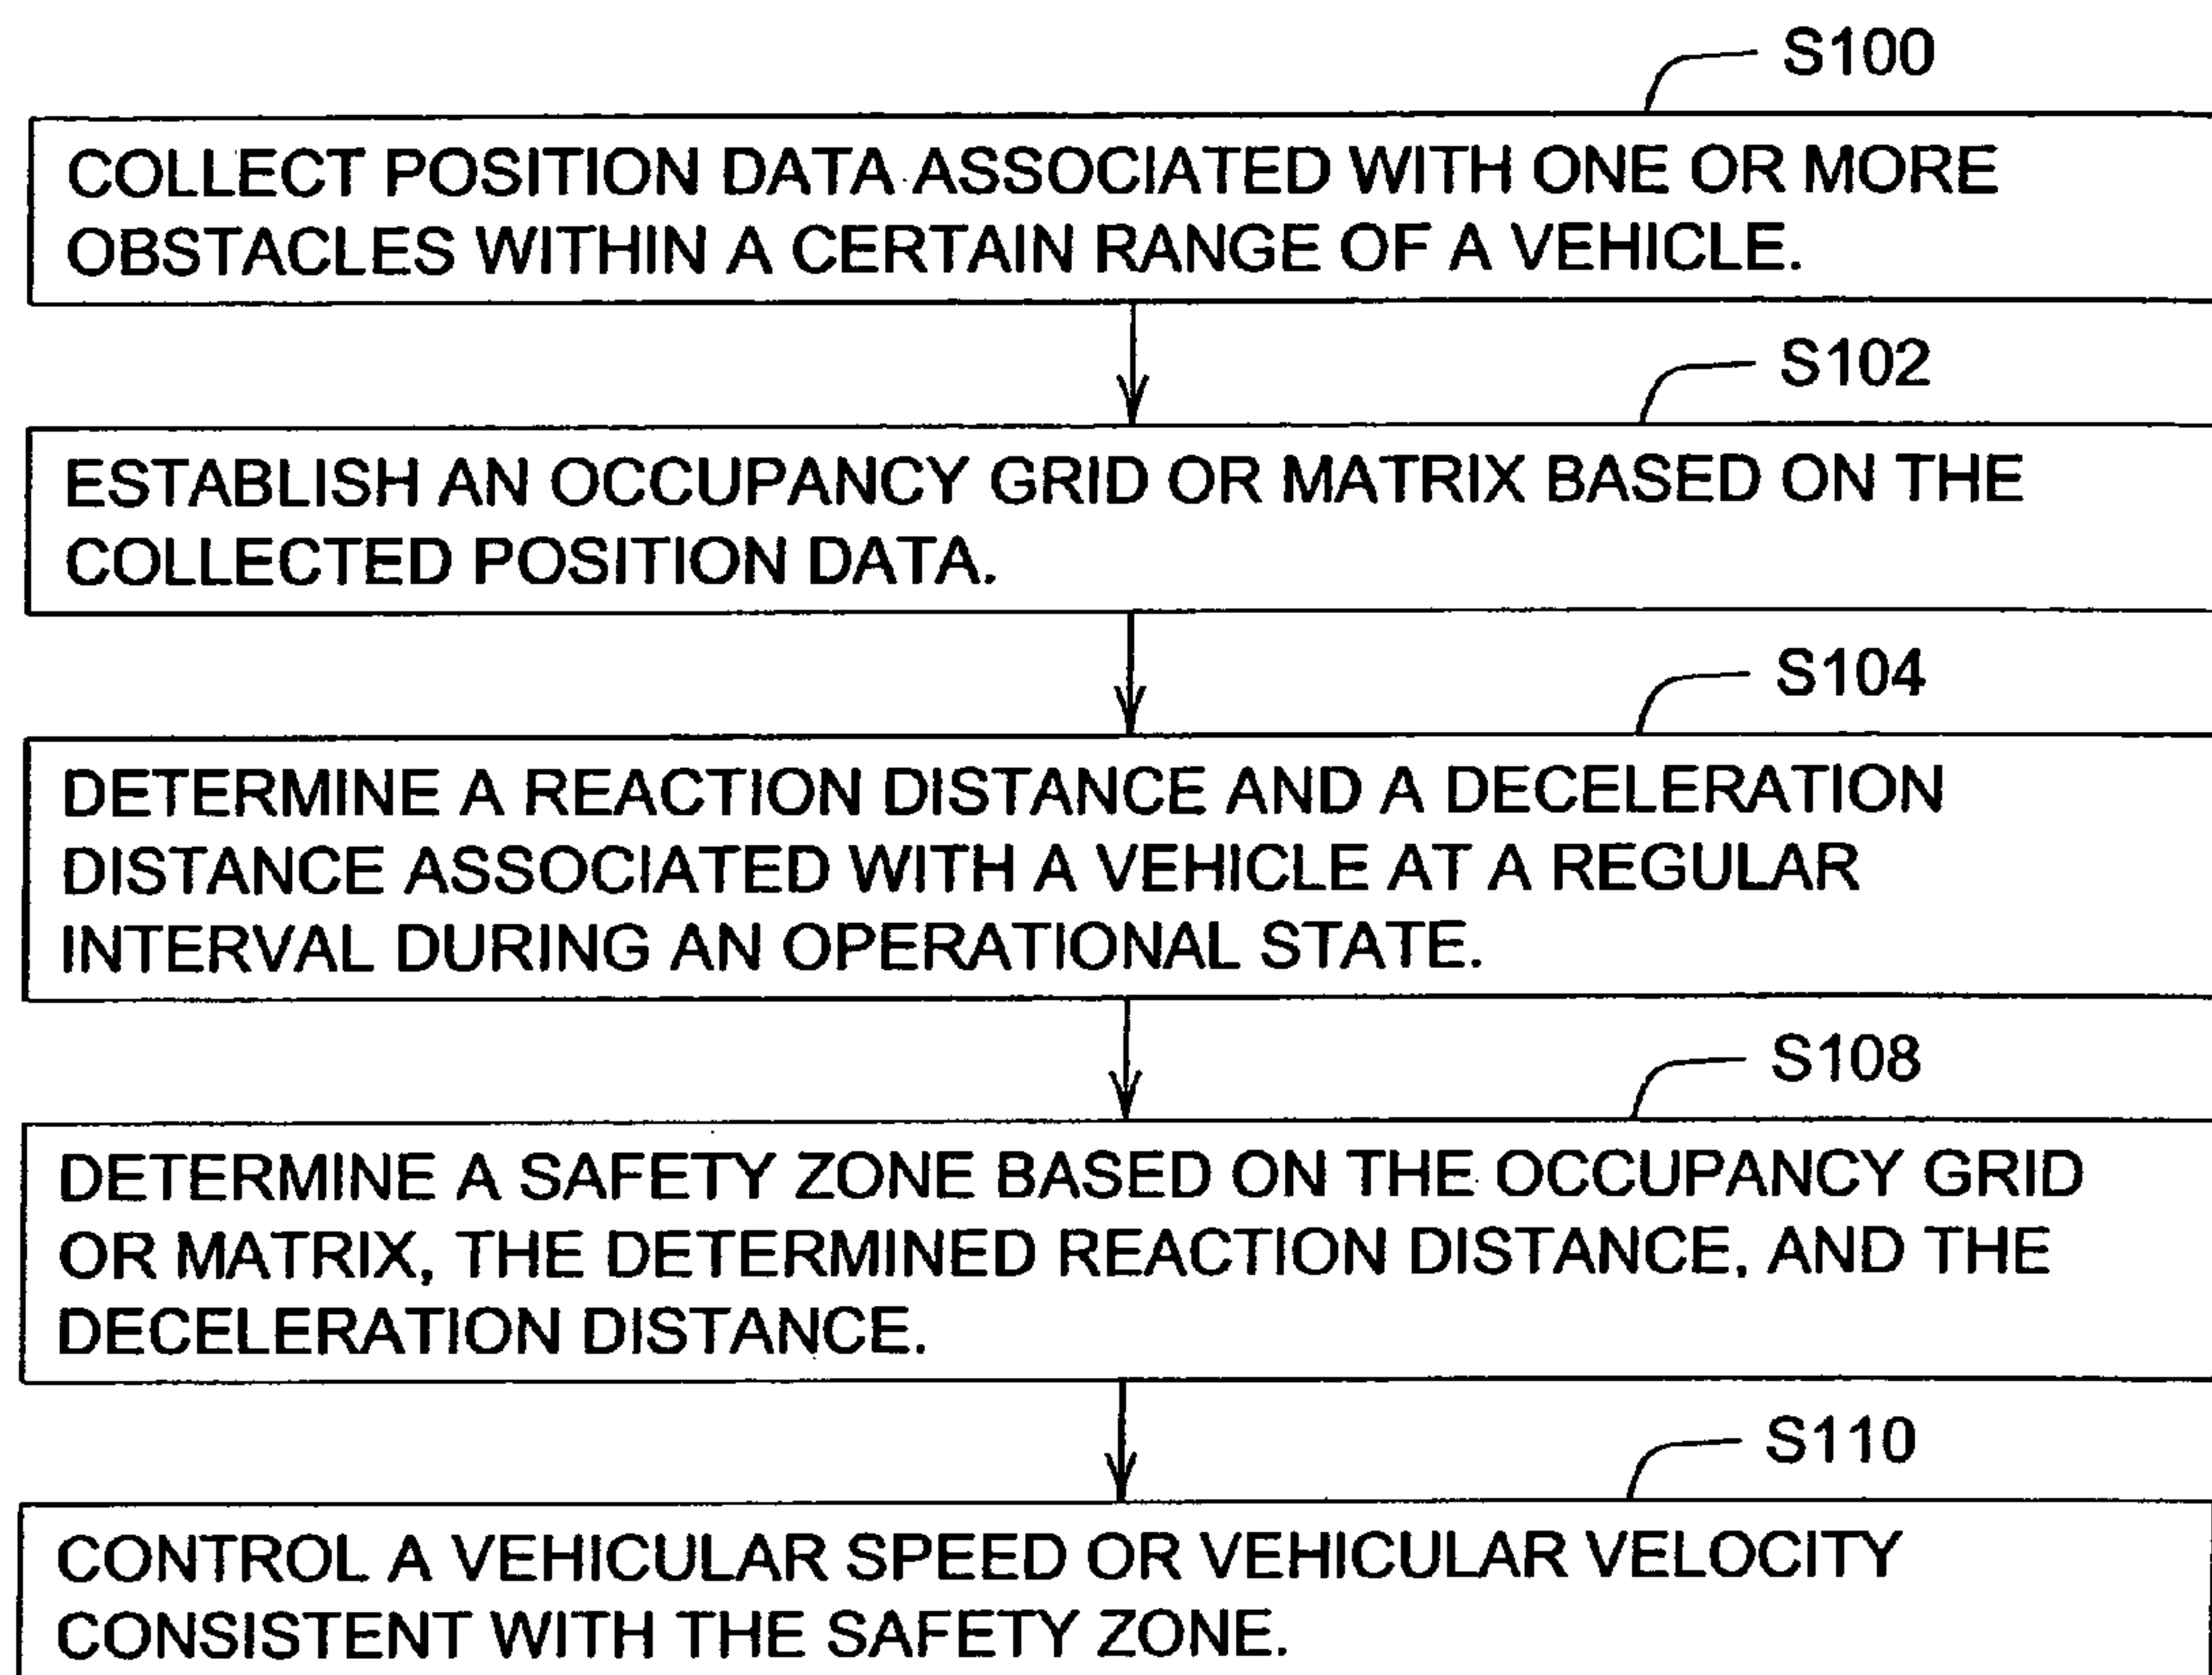 S100
COLLECT POSITION DATA ASSOCIATED WITH ONE OR MORE
OBSTACLES WITHIN A CERTAIN RANGE OF A VEHICLE.
S102
ESTABLISH AN OCCUPANCY GRID OR MATRIX BASED ON THE
COLLECTED POSITION DATA.
S104
DETERMINE A REACTION DISTANCE AND A DECELERATION
DISTANCE ASSOCIATED WITH A VEHICLE AT A REGULAR
INTERVAL DURING AN OPERATIONAL STATE.
S108
DETERMINE A SAFETY ZONE BASED ON THE OCCUPANCY GRID
OR MATRIX, THE DETERMINED REACTION DISTANCE, AND THE
DECELERATION DISTANCE.
S110
CONTROL A VEHICULAR SPEED OR VEHICULAR VELOCITY
CONSISTENT WITH THE SAFETY ZONE.